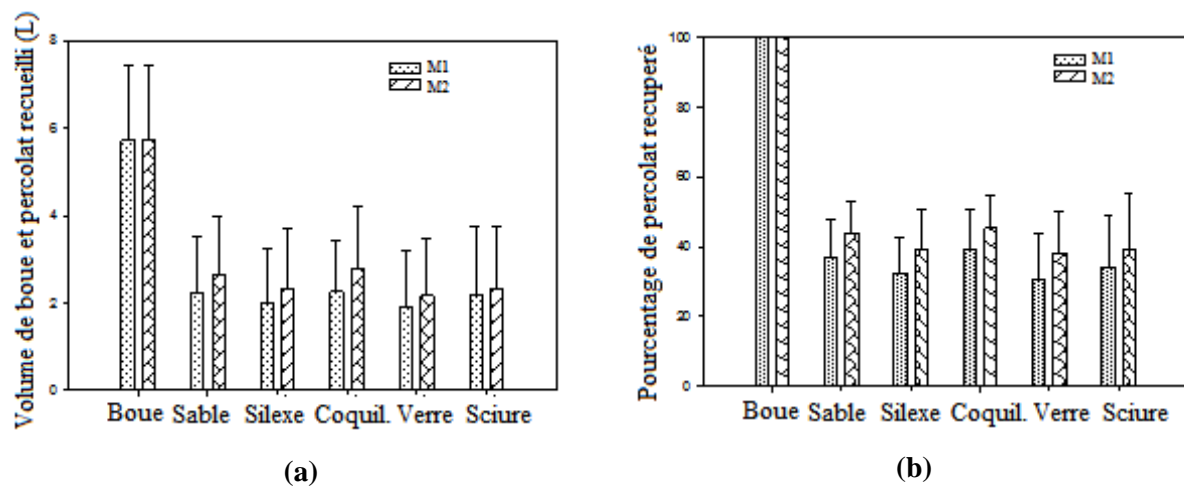 Volume de boue et percolat recueilli (L)
8
6
4
2
0
M1
M2
Boue Sable Silexe Coquil. Verre Sciure
(a)
Pourcentage de percolat recuperé
100
80
60
40
20
0
M1
M2
Boue Sable Silexe Coquil. Verre Sciure
(b)